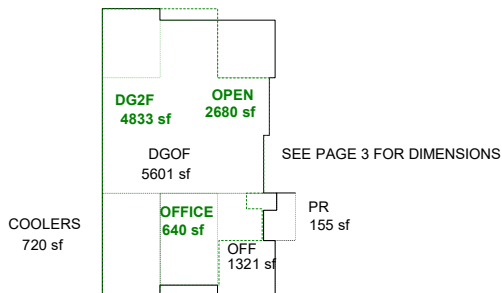 DG2F
4833 sf
OPEN
2680 sf
DGOF
5601 sf
SEE PAGE 3 FOR DIMENSIONS
COOLERS
720 sf
OFFICE
640 sf
PR
155 sf
OFF
1321 sf